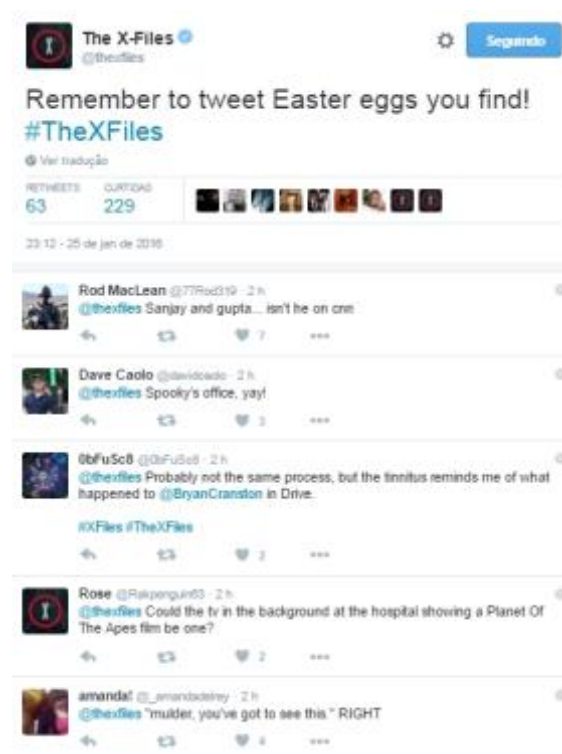 The X-Files
@thexfiles
Seguindo
Remember to tweet Easter eggs you find!
#TheXFiles
Ver tradução
RETWEETS CURTIDAS
63 229
23:12 - 25 de jan de 2016
Rod MacLean @77Rod319 · 2 h
@thexfiles Sanjay and gupta... isn't he on cnn
7
Dave Caolo @davidcaolo · 2 h
@thexfiles Spooky's office, yay!
3
0bFuSc8 @0bFuSc8 · 2 h
@thexfiles Probably not the same process, but the tinnitus reminds me of what
happened to @BryanCranston in Drive.
#XFiles #TheXFiles
Rose · 2 h
@thexfiles Could the tv in the background at the hospital showing a Planet Of
The Apes film be one?
2
amanda! @_amandadelrey · 2 h
@thexfiles "mulder, you've got to see this " RIGHT
4